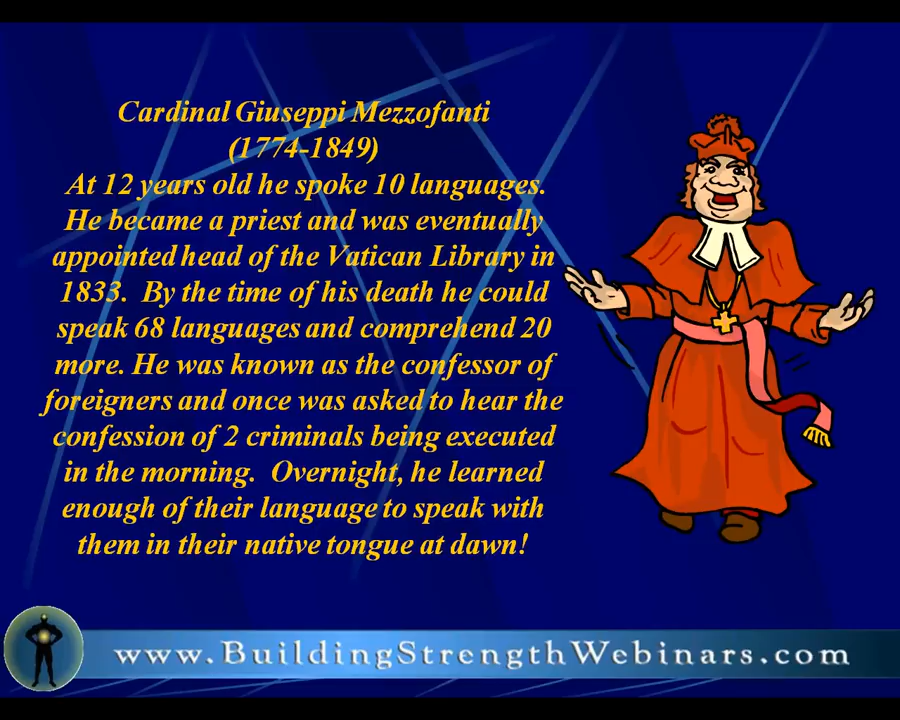 Cardinal Giuseppi Mezzofanti
(1774-1849)
At 12 years old he spoke 10 languages.
He became a priest and was eventually
appointed head of the Vatican Library in
1833.  By the time of his death he could
speak 68 languages and comprehend 20
more. He was known as the confessor of
foreigners and once was asked to hear the
confession of 2 criminals being executed
in the morning.  Overnight, he learned
enough of their language to speak with
them in their native tongue at dawn!
www.BuildingStrengthWebinars.com